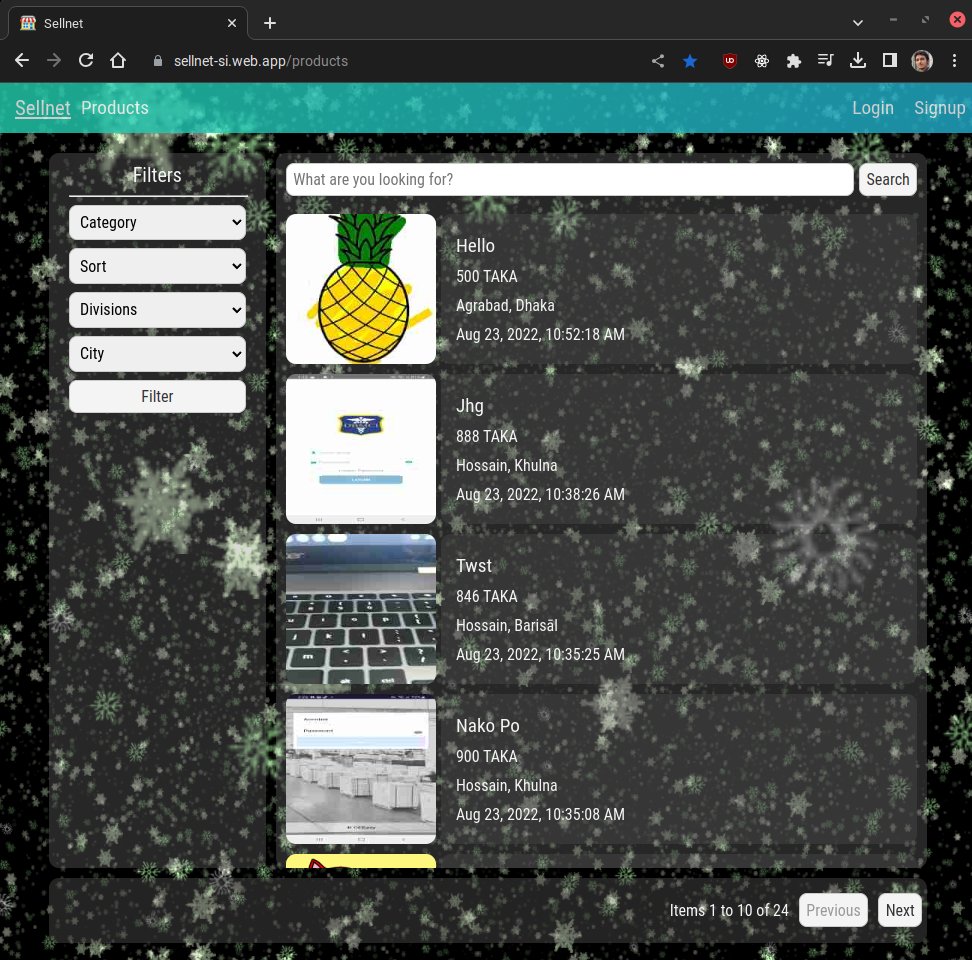 Sellnet
sellnet-si.web.app/products
Sellnet Products Login Signup
Filters
Category
Sort
Divisions
City
Filter
What are you looking for? Search
Hello
500 TAKA
Agrabad, Dhaka
Aug 23, 2022, 10:52:18 AM
Jhg
888 TAKA
Hossain, Khulna
Aug 23, 2022, 10:38:26 AM
Twst
846 TAKA
Hossain, Barisāl
Aug 23, 2022, 10:35:25 AM
Nako Po
900 TAKA
Hossain, Khulna
Aug 23, 2022, 10:35:08 AM
Items 1 to 10 of 24 Previous Next